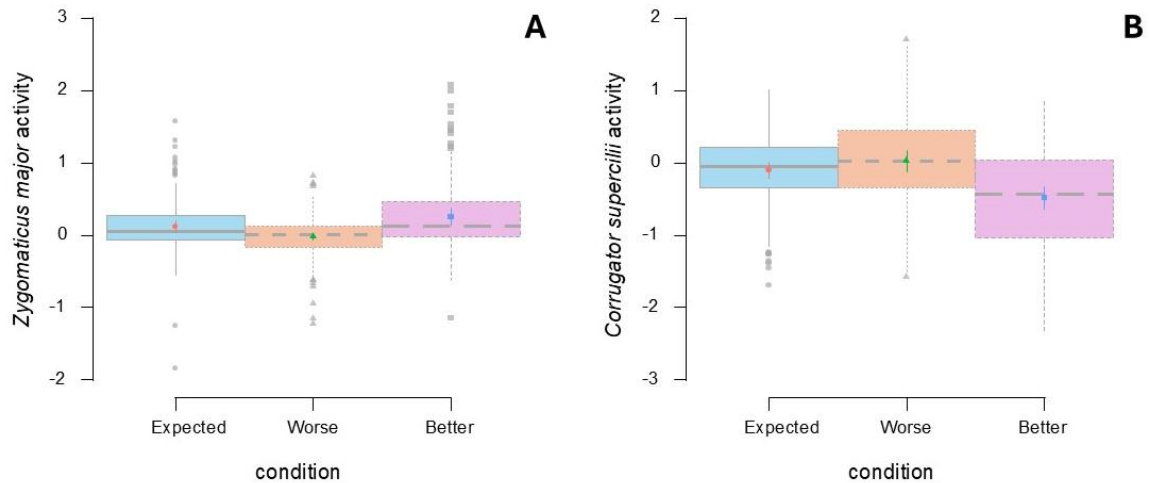 A
Zygomaticus major activity
3
2
1
0
-1
-2
Expected Worse Better
condition
B
Corrugator supercilii activity
2
1
0
-1
-2
-3
Expected Worse Better
condition